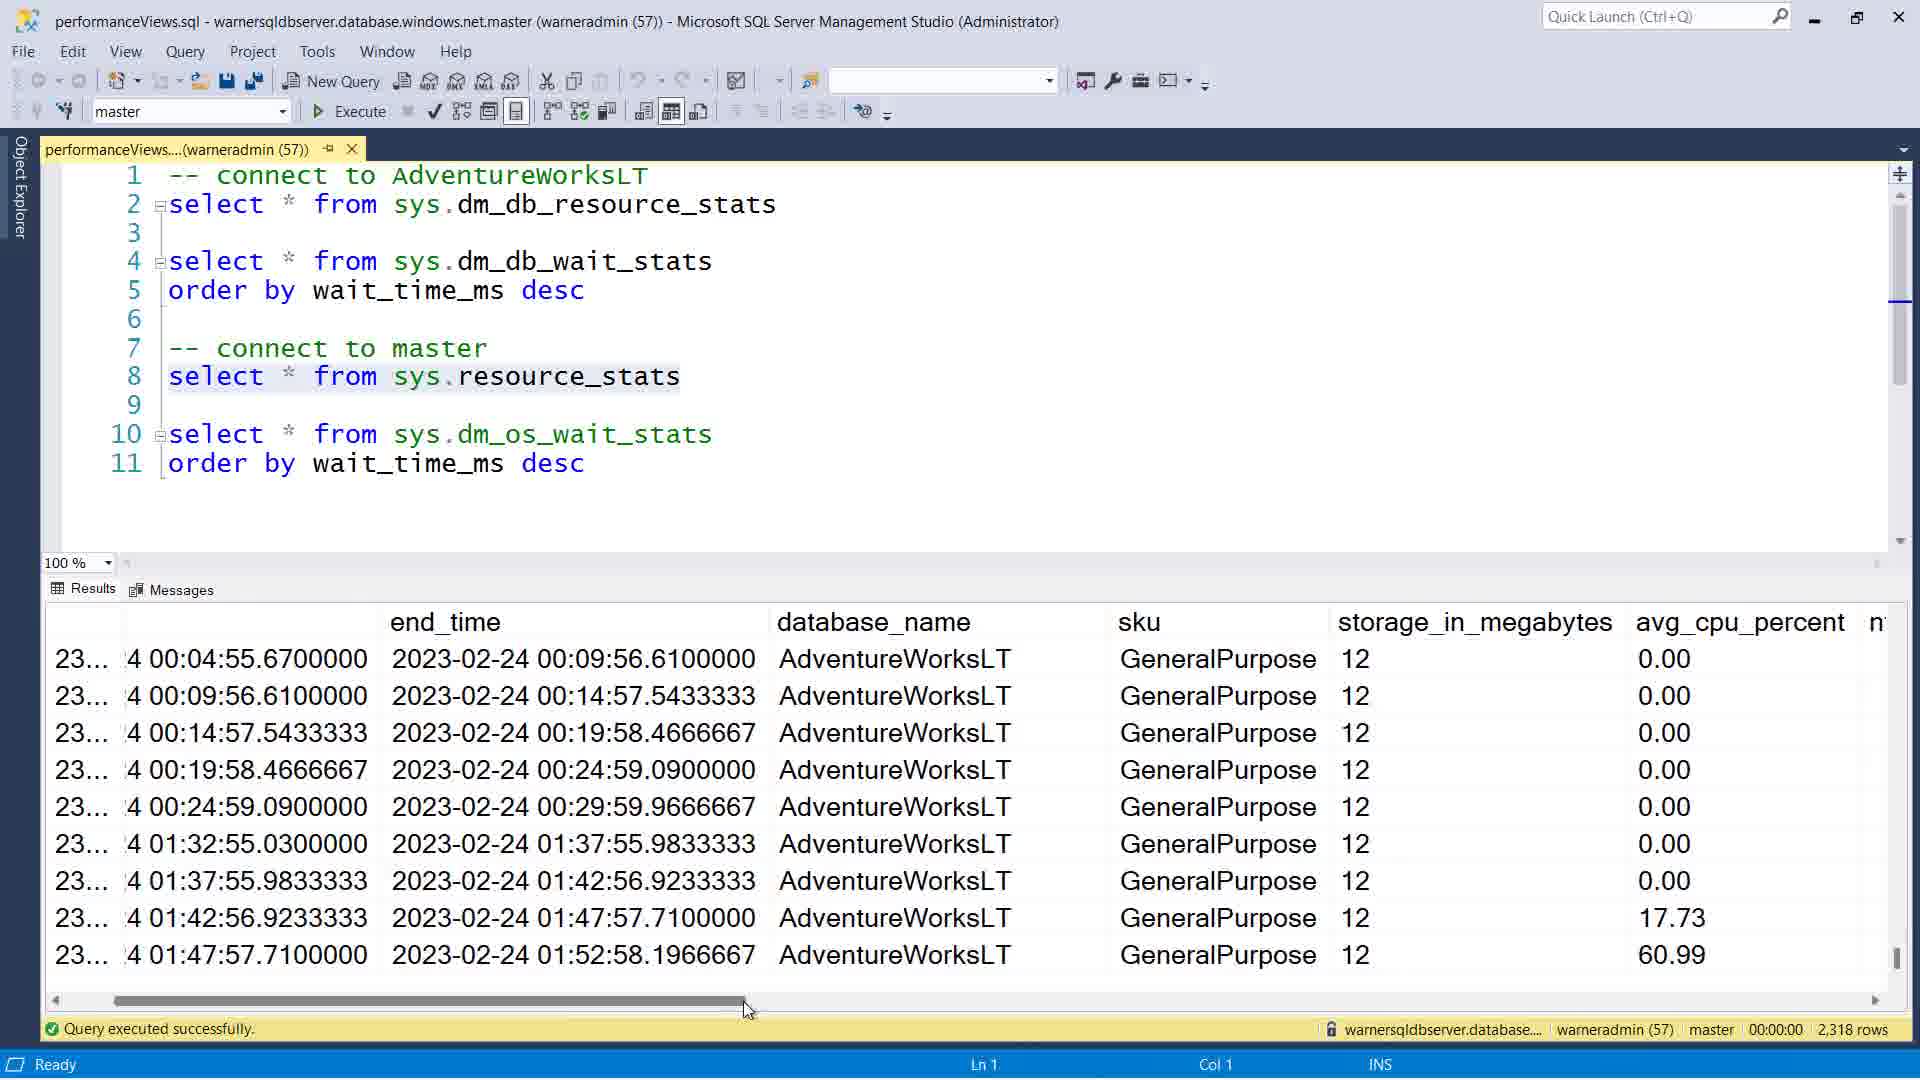 performanceViews.sql - warnersqldbserver.database.windows.net.master (warneradmin (57)) - Microsoft SQL Server Management Studio (Administrator)
Quick Launch (Ctrl+Q)
File Edit View Query Project Tools Window Help
New Query
MDX DMX XMLA DAX
master Execute
Object Explorer
performanceViews....(warneradmin (57))
1 -- connect to AdventureWorksLT
2 select * from sys.dm_db_resource_stats
3
4 select * from sys.dm_db_wait_stats
5 order by wait_time_ms desc
6
7 -- connect to master
8 select * from sys.resource_stats
9
10 select * from sys.dm_os_wait_stats
11 order by wait_time_ms desc
100 %
Results Messages
end_time database_name sku storage_in_megabytes avg_cpu_percent
23... 4 00:04:55.6700000 2023-02-24 00:09:56.6100000 AdventureWorksLT GeneralPurpose 12 0.00
23... 4 00:09:56.6100000 2023-02-24 00:14:57.5433333 AdventureWorksLT GeneralPurpose 12 0.00
23... 4 00:14:57.5433333 2023-02-24 00:19:58.4666667 AdventureWorksLT GeneralPurpose 12 0.00
23... 4 00:19:58.4666667 2023-02-24 00:24:59.0900000 AdventureWorksLT GeneralPurpose 12 0.00
23... 4 00:24:59.0900000 2023-02-24 00:29:59.9666667 AdventureWorksLT GeneralPurpose 12 0.00
23... 4 01:32:55.0300000 2023-02-24 01:37:55.9833333 AdventureWorksLT GeneralPurpose 12 0.00
23... 4 01:37:55.9833333 2023-02-24 01:42:56.9233333 AdventureWorksLT GeneralPurpose 12 0.00
23... 4 01:42:56.9233333 2023-02-24 01:47:57.7100000 AdventureWorksLT GeneralPurpose 12 17.73
23... 4 01:47:57.7100000 2023-02-24 01:52:58.1966667 AdventureWorksLT GeneralPurpose 12 60.99
Query executed successfully. warnersqldbserver.database.... warneradmin (57) master 00:00:00 2,318 rows
Ready Ln 1 Col 1 INS